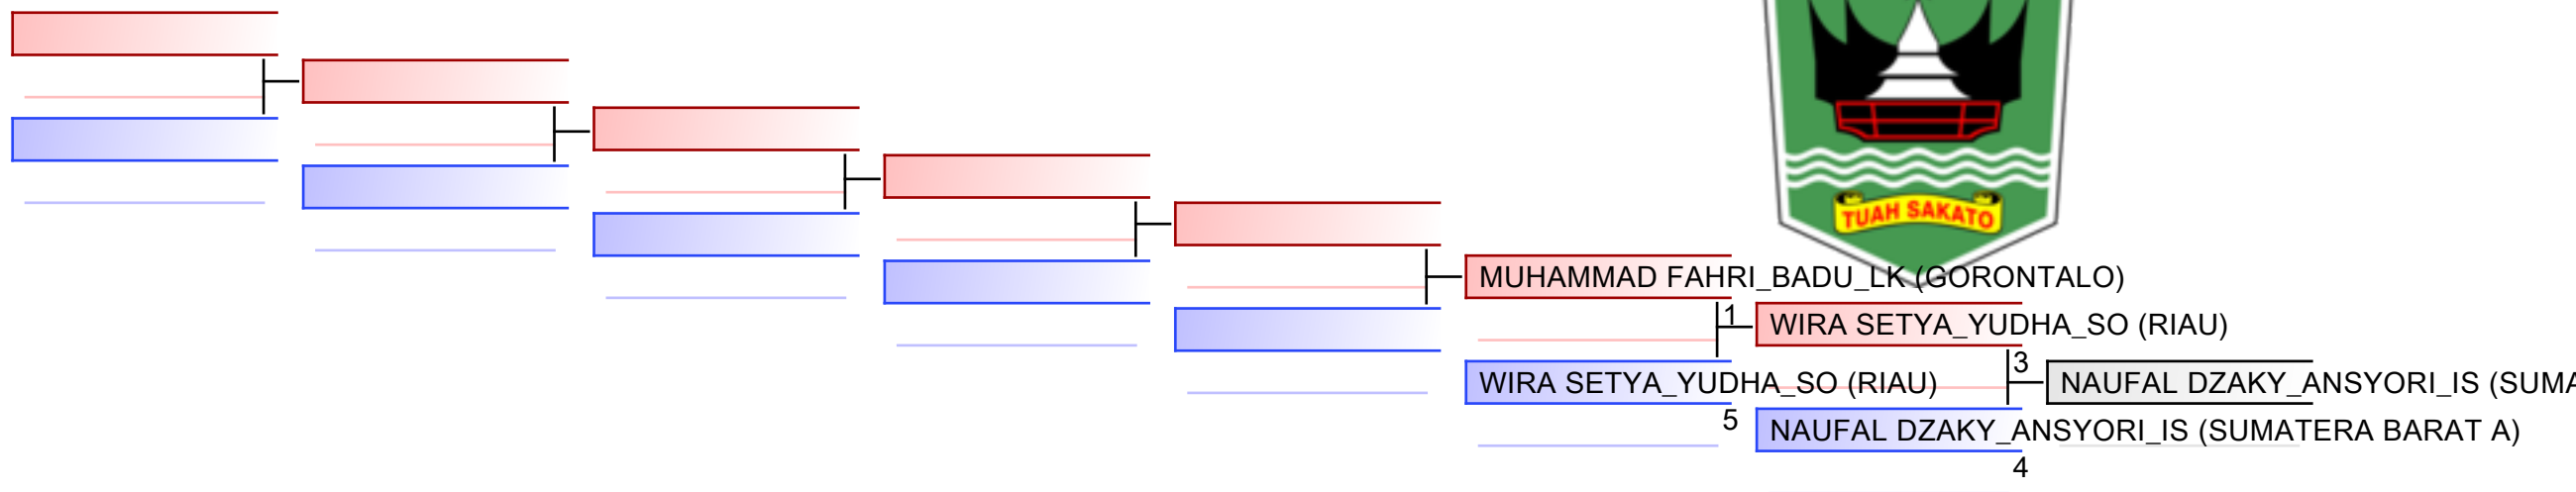 TUAH SAKATO
MUHAMMAD FAHRI_BADU_LK (GORONTALO)
1
WIRA SETYA_YUDHA_SO (RIAU)
3
WIRA SETYA_YUDHA_SO (RIAU)
NAUFAL DZAKY_ANSYORI_IS (SUMA
5
NAUFAL DZAKY_ANSYORI_IS (SUMATERA BARAT A)
4